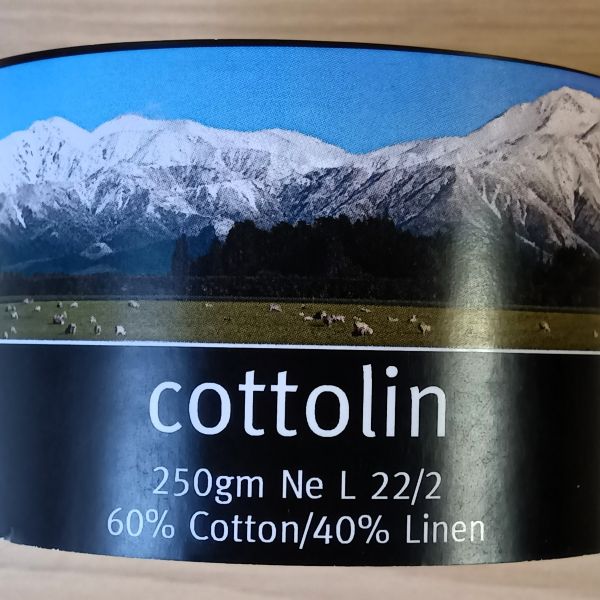 cottolin
250gm Ne L 22/2
60% Cotton/40% Linen